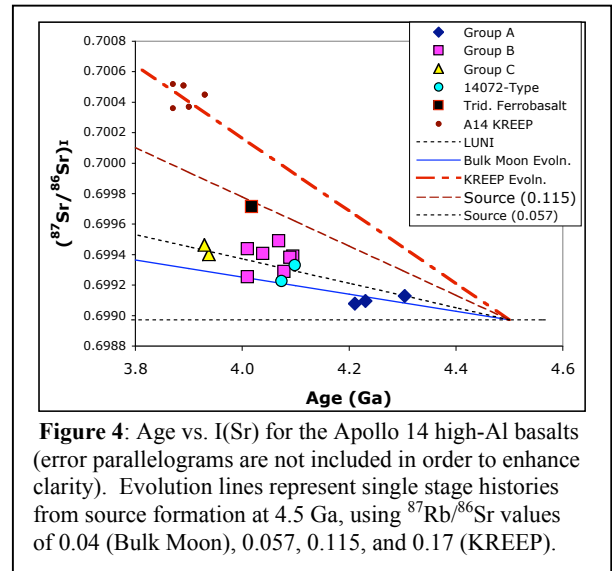 0.7008
0.7006
0.7004
0.7002
0.7000
0.6998
0.6996
0.6994
0.6992
0.6990
0.6988
(⁸⁷Sr/⁸⁶Sr)I
3.8 4.0 4.2 4.4 4.6
Age (Ga)
Group A
Group B
Group C
14072-Type
Trid. Ferrobasalt
A14 KREEP
LUNI
Bulk Moon Evoln.
KREEP Evoln.
Source (0.115)
Source (0.057)
Figure 4: Age vs. I(Sr) for the Apollo 14 high-Al basalts
(error parallelograms are not included in order to enhance
clarity). Evolution lines represent single stage histories
from source formation at 4.5 Ga, using ⁸⁷Rb/⁸⁶Sr values
of 0.04 (Bulk Moon), 0.057, 0.115, and 0.17 (KREEP).